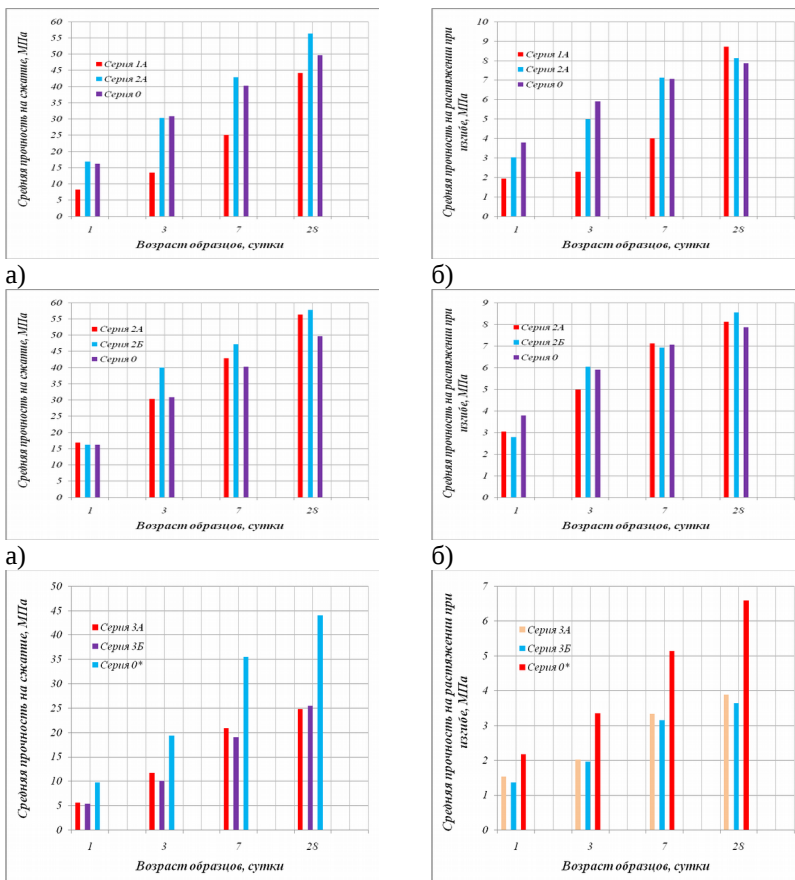 Средняя прочность на сжатие, МПа
60
55
50
45
40
35
30
25
20
15
10
5
0
Серия 1А
Серия 2А
Серия 0
1 3 7 28
Возраст образцов, сутки
Средняя прочность на растяжении при
изгибе, МПа
10
9
8
7
6
5
4
3
2
1
0
Серия 1А
Серия 2А
Серия 0
1 3 7 28
Возраст образцов, сутки
а) б)
Средняя прочность на сжатие, МПа
60
55
50
45
40
35
30
25
20
15
10
5
0
Серия 2А
Серия 2Б
Серия 0
1 3 7 28
Возраст образцов, сутки
Средняя прочность на растяжении при
изгибе, МПа
9
8
7
6
5
4
3
2
1
0
Серия 2А
Серия 2Б
Серия 0
1 3 7 28
Возраст образцов, сутки
а) б)
Средняя прочность на сжатие, МПа
50
45
40
35
30
25
20
15
10
5
0
Серия 3А
Серия 3Б
Серия 0*
1 3 7 28
Возраст образцов, сутки
Средняя прочность на растяжении при
изгибе, МПа
7
6
5
4
3
2
1
0
Серия 3А
Серия 3Б
Серия 0*
1 3 7 28
Возраст образцов, сутки